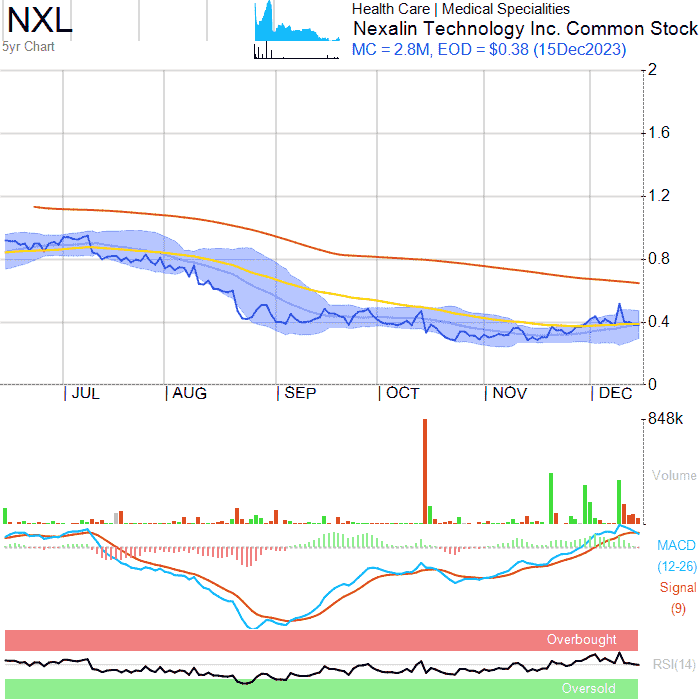 NXL
5yr Chart
Health Care | Medical Specialities
Nexalin Technology Inc. Common Stock
MC = 2.8M, EOD = $0.38 (15Dec2023)
2
1.6
1.2
0.8
0.4
0
JUL AUG SEP OCT NOV DEC
848k
Volume
MACD
(12-26)
Signal
(9)
Overbought
RSI(14)
Oversold